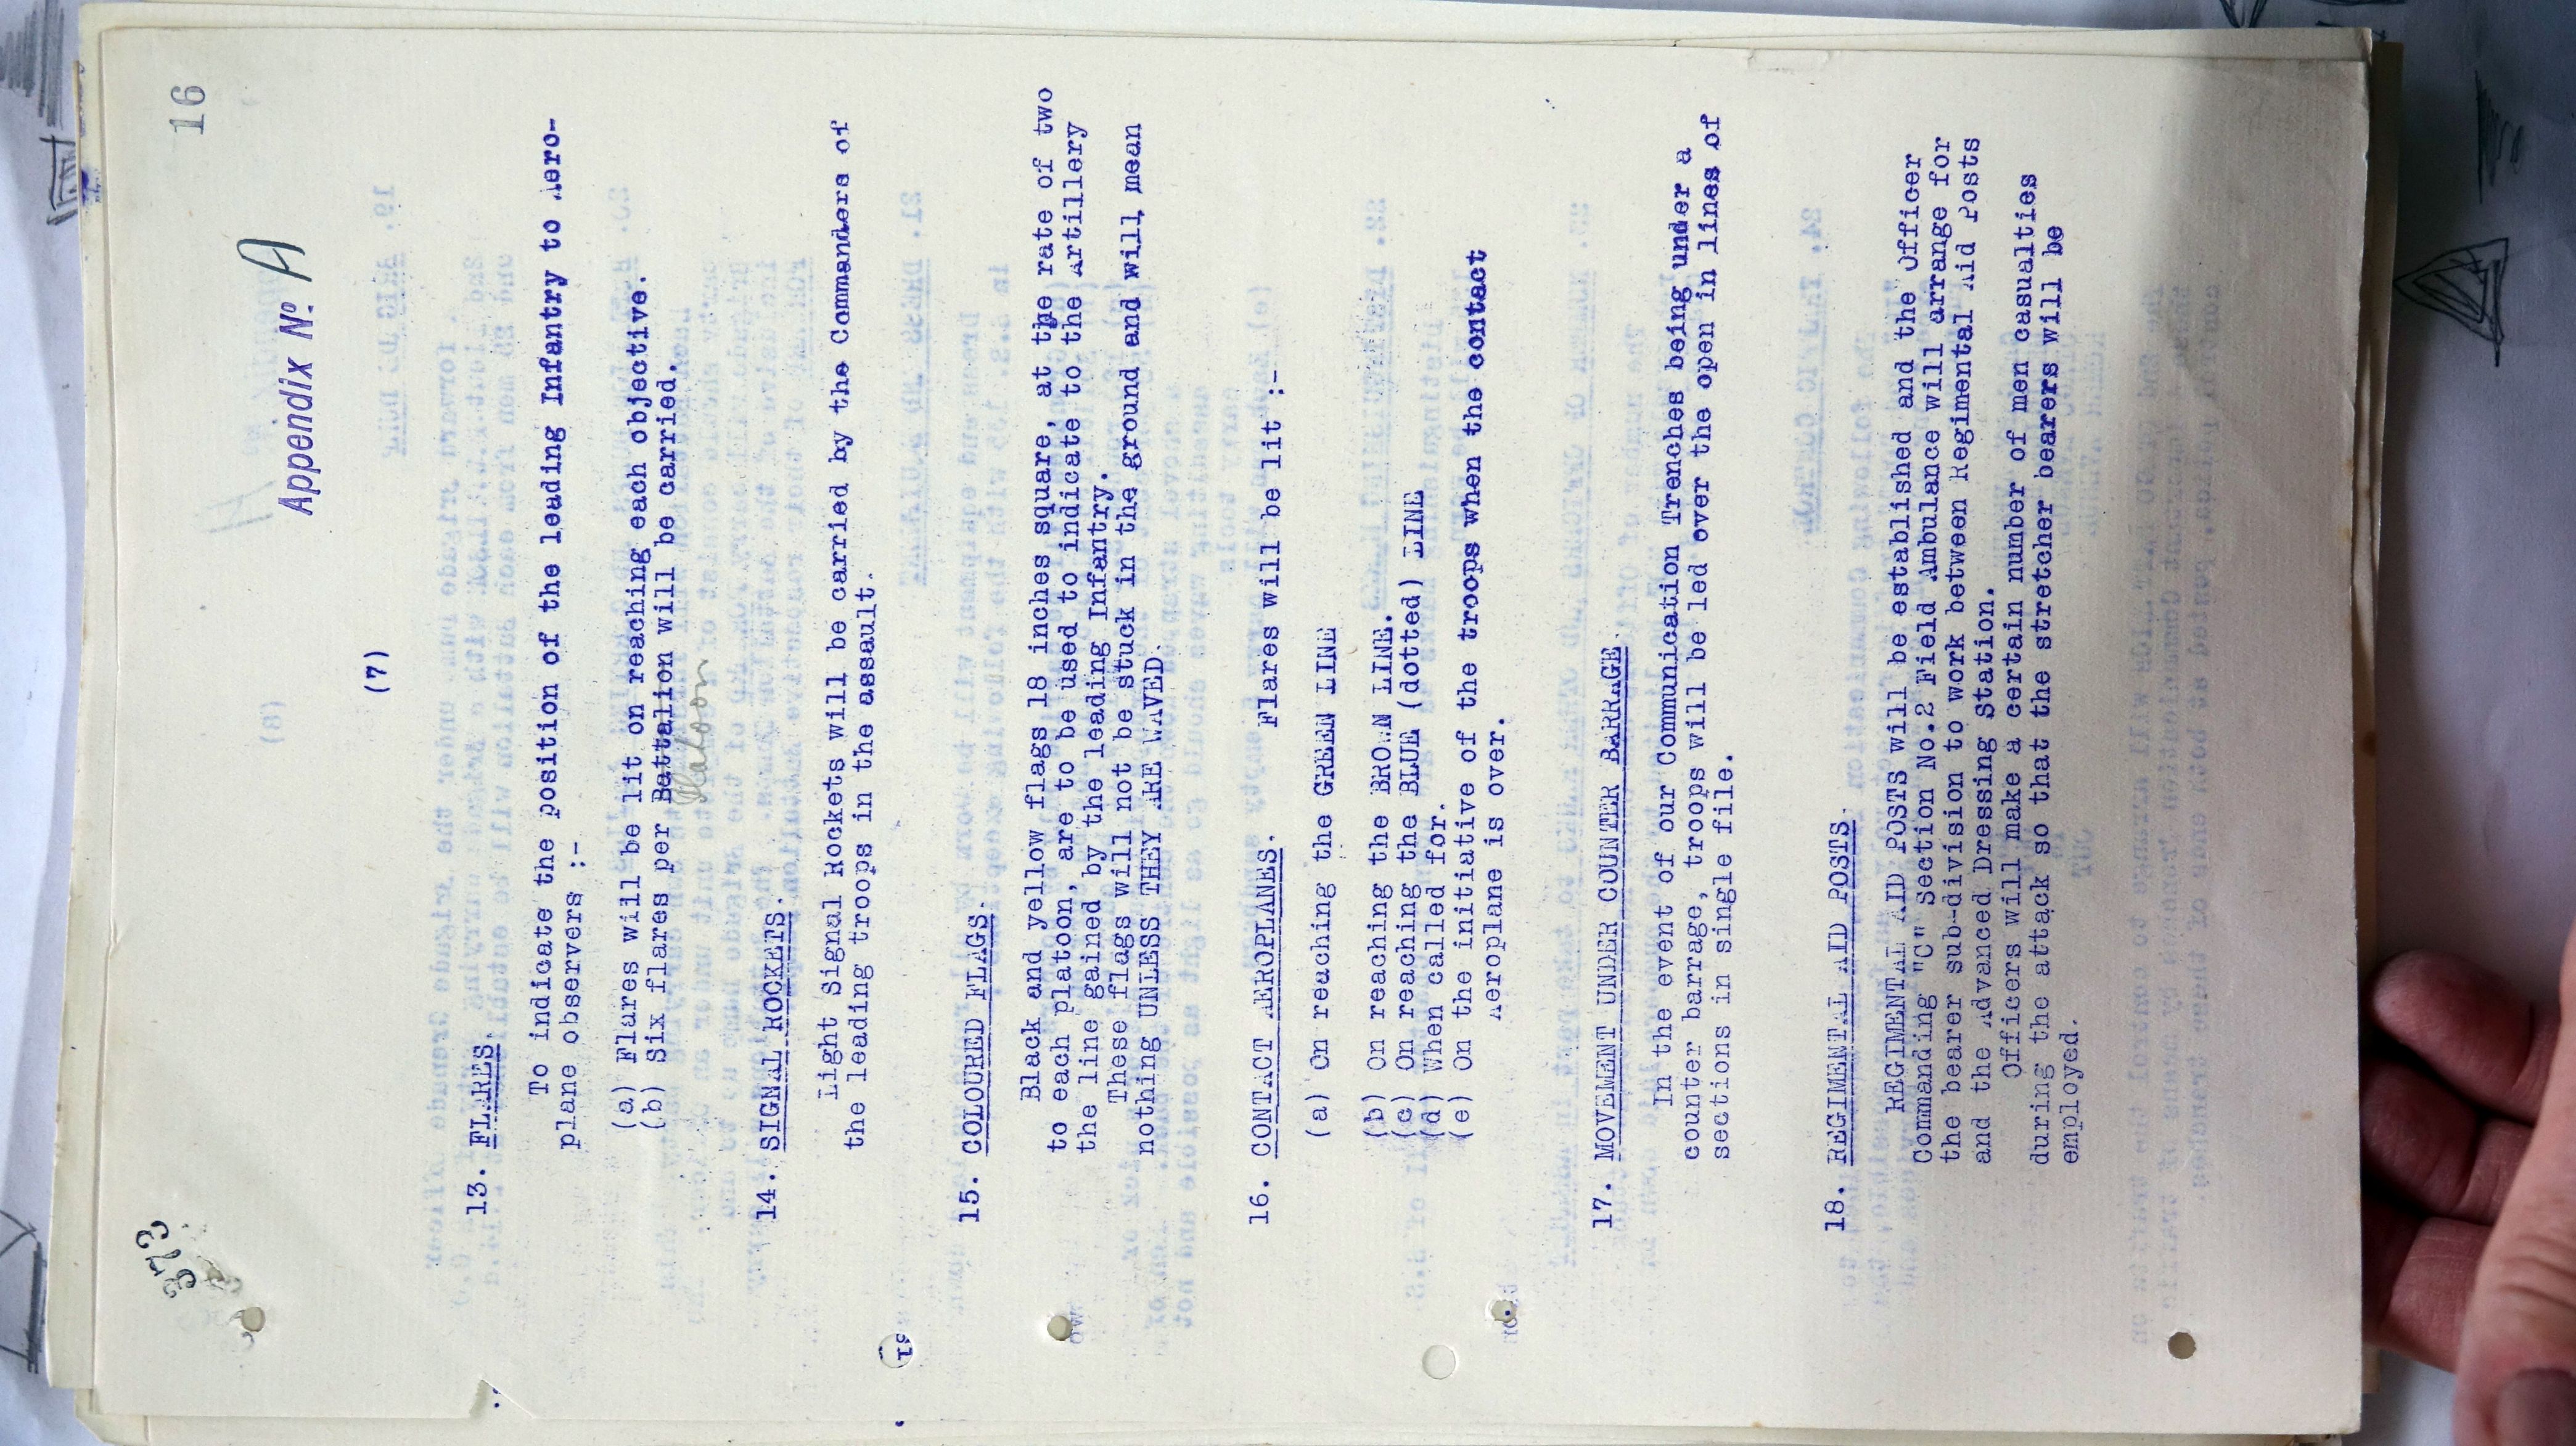 373
16
Appendix Nº. A
(7)
13. FLARES.
To indicate the position of the leading Infantry to Aero-
plane observers :-
(a) Flares will be lit on reaching each objective.
(b) Six flares per Battalion will be carried.
Platoon
14. SIGNAL ROCKETS.
Light Signal Rockets will be carried by the Commanders of
the leading troops in the assault.
15. COLOURED FLAGS.
Black and yellow flags 18 inches square, at the rate of two
to each platoon, are to be used to indicate to the Artillery
the line gained by the leading Infantry.
These flags will not be stuck in the ground and will mean
nothing UNLESS THEY ARE WAVED.
16. CONTACT AEROPLANES. Flares will be lit :-
(a) On reaching the GREEN LINE
(b) On reaching the BROWN LINE.
(c) On reaching the BLUE (dotted) LINE
(d) When called for.
(e) On the initiative of the troops when the contact
Aeroplane is over.
17. MOVEMENT UNDER COUNTER BARRAGE.
In the event of our Communication Trenches being under a
counter barrage, troops will be led over the open in lines of
sections in single file.
18. REGIMENTAL AID POSTS.
REGIMENTAL AID POSTS will be established and the Officer
Commanding "C" Section No.2 Field Ambulance will arrange for
the bearer sub-division to work between Regimental Aid Posts
and the Advanced Dressing Station.
Officers will make a certain number of men casualties
during the attack so that the stretcher bearers will be
employed.